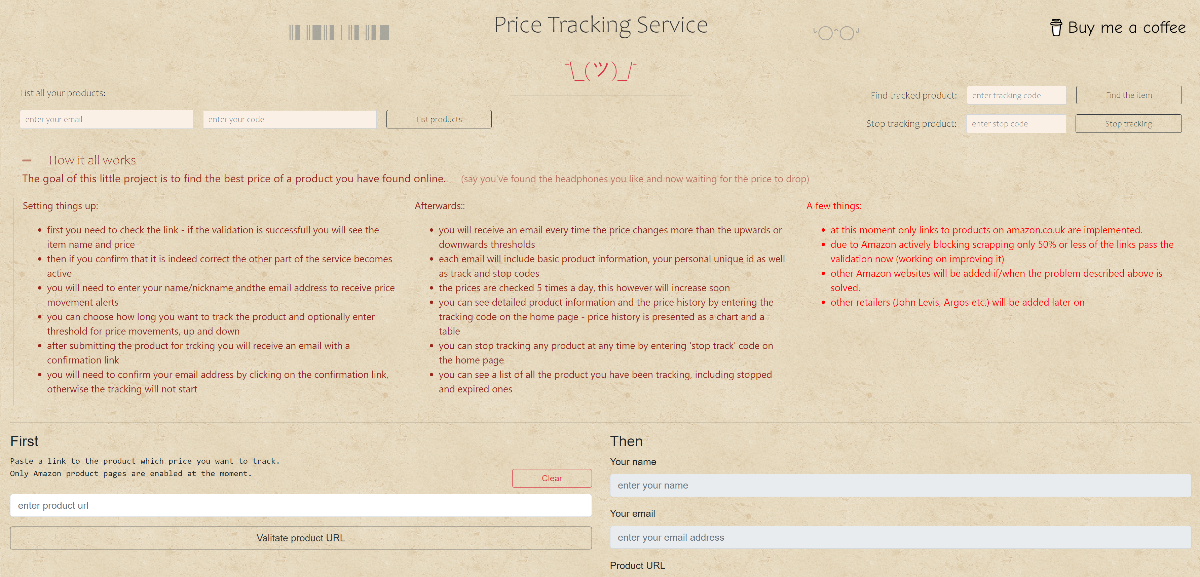 Price Tracking Service
Buy me a coffee
¯\_(ツ)_/¯
List all your products:
enter your email
enter your code
List products
Find tracked product:
enter tracking code
Find the item
Stop tracking product:
enter stop code
Stop tracking
— How it all works
The goal of this little project is to find the best price of a product you have found online.. (say you've found the headphones you like and now waiting for the price to drop)
Setting things up:
first you need to check the link - if the validation is successfull you will see the
item name and price
then if you confirm that it is indeed correct the other part of the service becomes
active
you will need to enter your name/nickname andthe email address to receive price
movement alerts
you can choose how long you want to track the product and optionally enter
threshold for price movements, up and down
after submitting the product for trcking you will receive an email with a
confirmation link
you will need to confirm your email address by clicking on the confirmation link,
otherwise the tracking will not start
Afterwards::
you will receive an email every time the price changes more than the upwards or
downwards thresholds
each email will include basic product information, your personal unique id as well
as track and stop codes
the prices are checked 5 times a day, this however will increase soon
you can see detailed product information and the price history by entering the
tracking code on the home page - price history is presented as a chart and a
table
you can stop tracking any product at any time by entering 'stop track' code on
the home page
you can see a list of all the product you have been tracking, including stopped
and expired ones
A few things:
at this moment only links to products on amazon.co.uk are implemented.
due to Amazon actively blocking scrapping only 50% or less of the links pass the
validation now (working on improving it)
other Amazon websites will be added if/when the problem described above is
solved.
other retailers (John Levis, Argos etc.) will be added later on
First
Paste a link to the product which price you want to track.
Only Amazon product pages are enabled at the moment.
Clear
enter product url
Valitate product URL
Then
Your name
enter your name
Your email
enter your email address
Product URL